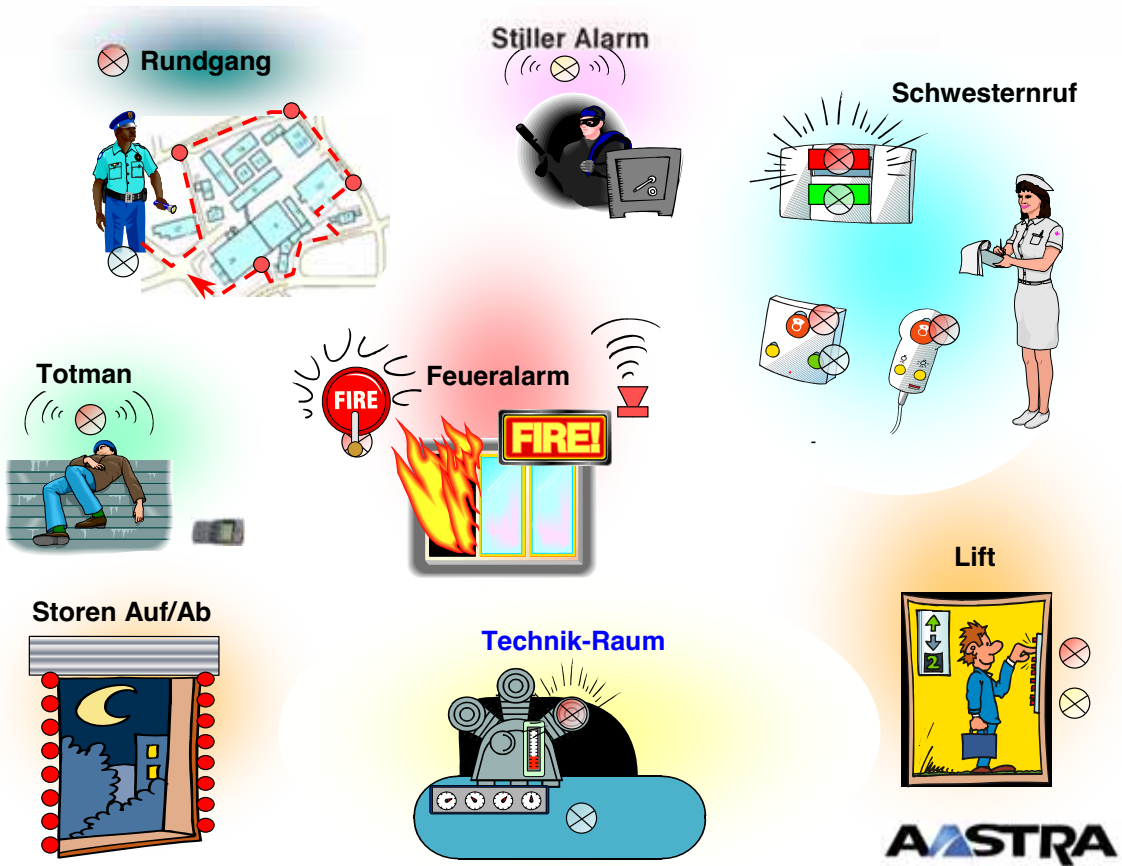 Rundgang
Stiller Alarm
Schwesternruf
Totman
FIRE
Feueralarm
FIRE!
-
Lift
2
Storen Auf/Ab
Technik-Raum
AASTRA